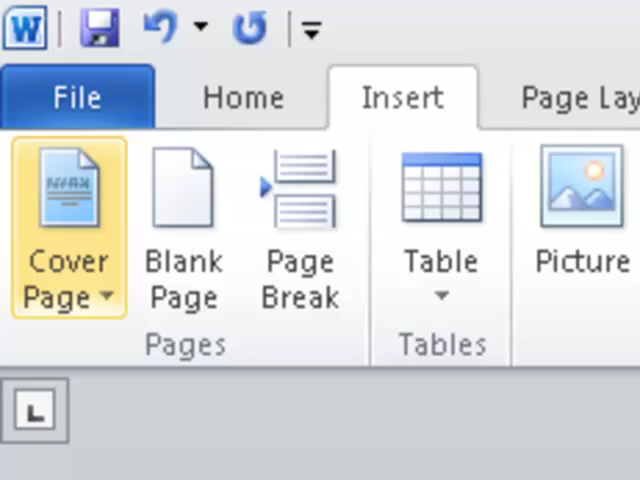 W
File Home Insert Page Lay
Cover Page Blank Page Page Break Table Picture
Pages Tables